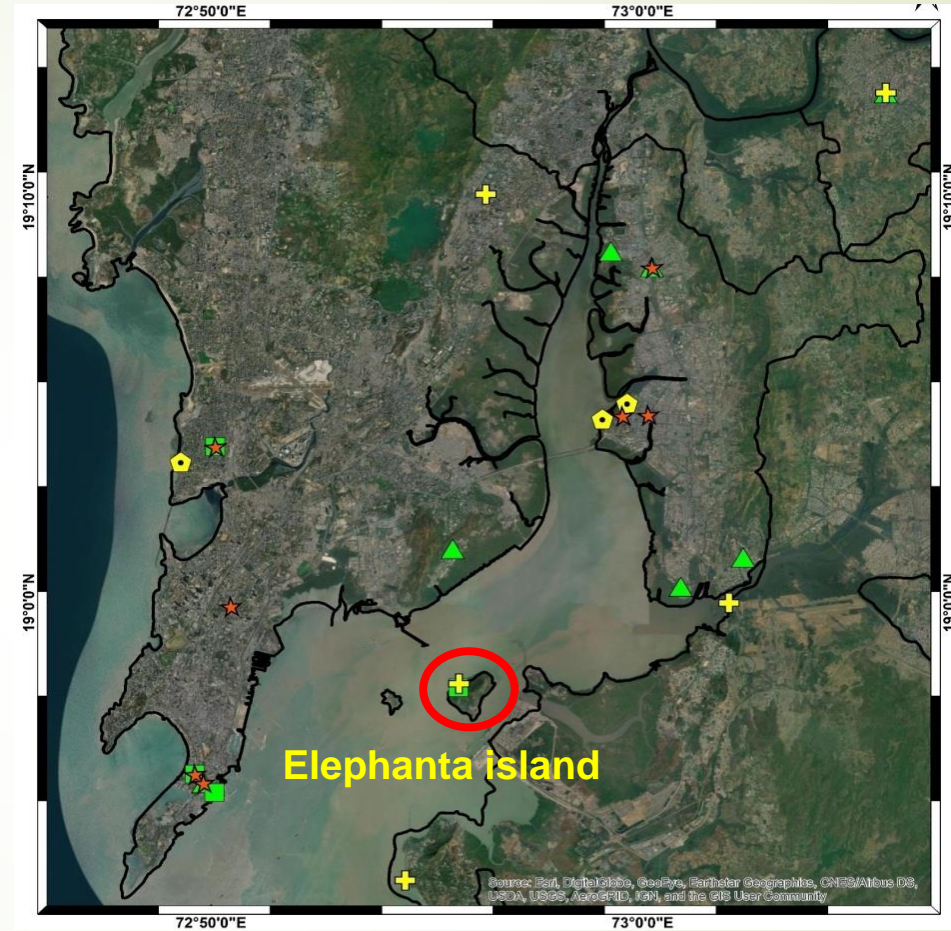 72°50'0"E
73°0'0"E
19°10'0"N
19°10'0"N
19°0'0"N
19°0'0"N
Elephanta island
Source: Esri, DigitalGlobe, GeoEye, Earthstar Geographics, CNES/Airbus DS,
USDA, USGS, AeroGRID, IGN, and the GIS User Community
72°50'0"E
73°0'0"E